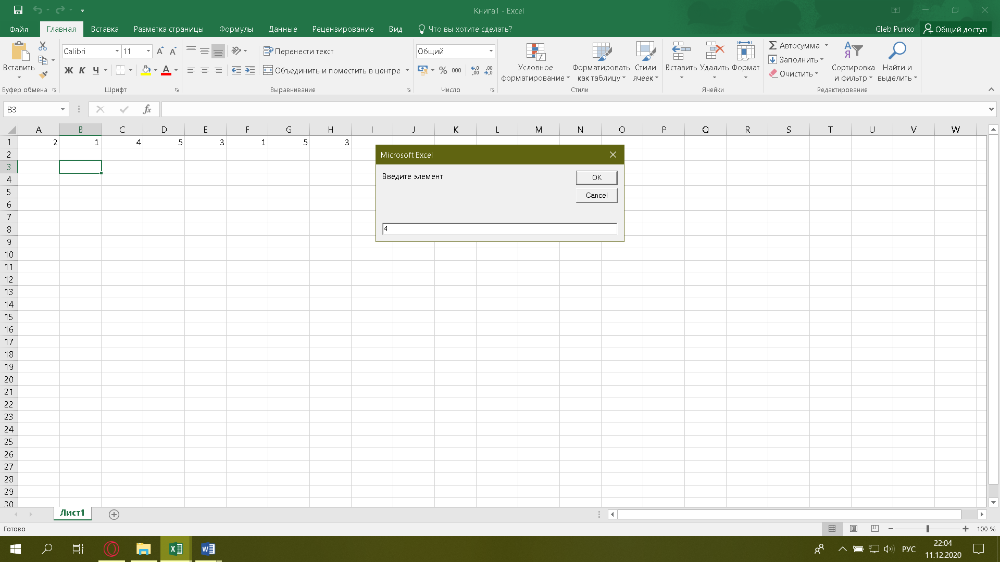 Книга1 - Excel
Файл Главная Вставка Разметка страницы Формулы Данные Рецензирование Вид Что вы хотите сделать? Gleb Punko Общий доступ
Вставить
Calibri 11
Ж К Ч А
Перенести текст
Объединить и поместить в центре
Общий
% 000
Условное форматирование
Форматировать как таблицу
Стили ячеек
Вставить Удалить Формат
Автосумма
Заполнить
Очистить
Сортировка и фильтр
Найти и выделить
Буфер обмена Шрифт Выравнивание Число Стили Ячейки Редактирование
B3 fx
A B C D E F G H I J K L M N O P Q R S T U V W
1 2 1 4 5 3 1 5 3
2
Microsoft Excel
3
Введите элемент OK
4
5
Cancel
6
7
8
4
9
10
11
12
13
14
15
16
17
18
19
20
21
22
23
24
25
26
27
28
29
30
Лист1
Готово 100 %
РУС 22:04
11.12.2020